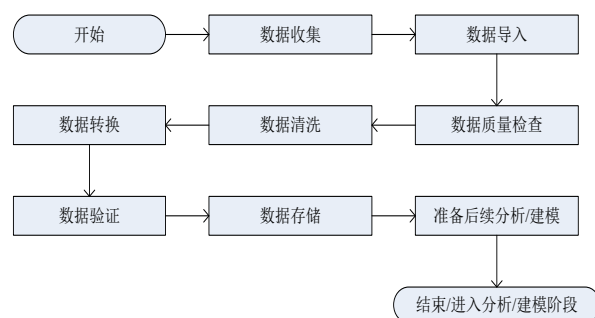 开始
数据收集
数据导入
数据质量检查
数据清洗
数据转换
数据验证
数据存储
准备后续分析/建模
结束/进入分析/建模阶段